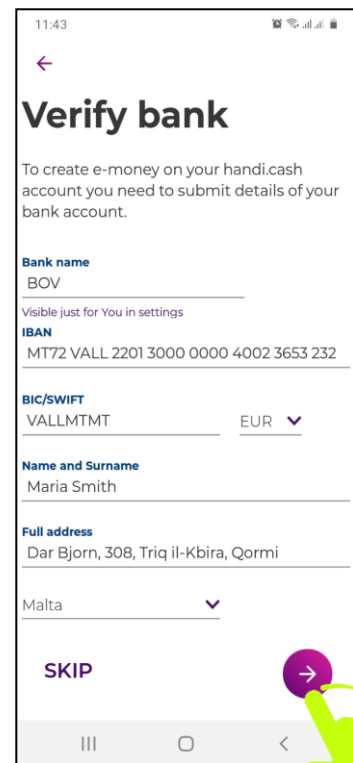 11:43
Verify bank
To create e-money on your handi.cash
account you need to submit details of your
bank account.
Bank name
BOV
Visible just for You in settings
IBAN
MT72 VALL 2201 3000 0000 4002 3653 232
BIC/SWIFT
VALLMTMT EUR
Name and Surname
Maria Smith
Full address
Dar Bjorn, 308, Triq il-Kbira, Qormi
Malta
SKIP